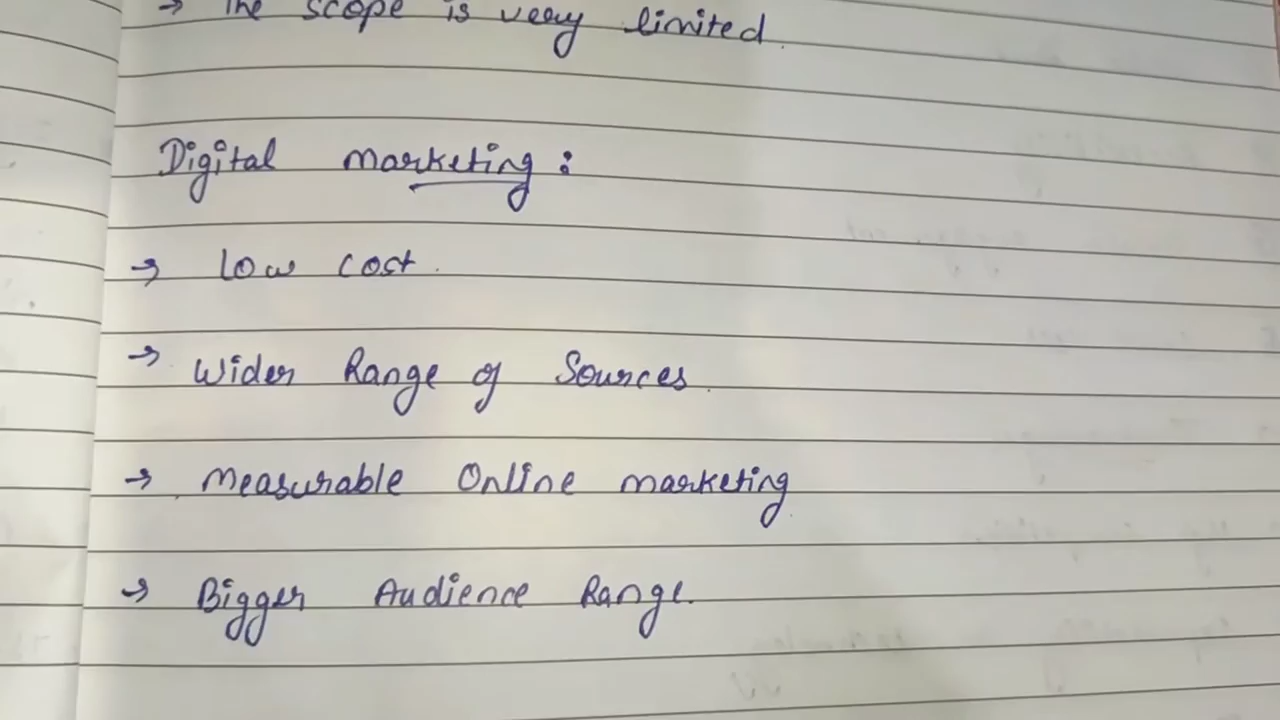 → The scope is very limited.
Digital marketing:
→ low cost.
→ Wider Range of Sources.
→ Measurable Online marketing
→ Bigger Audience Range.